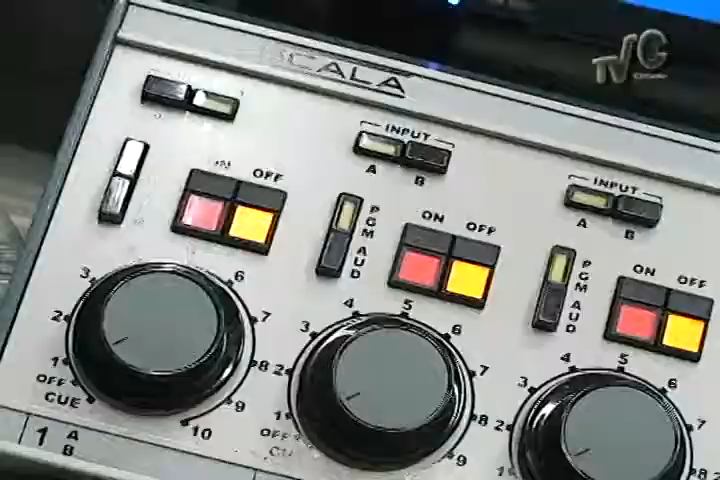 SCALA
TVG
INPUT
A B
INPUT
A B
ON OFF
PGM AUD
ON OFF
PGM AUD
ON OFF
3 6
2 7
1 8
OFF 9
CUE 10
4 5 6
3 7
2 8
1 9
OFF
4 5 6
3 7
2 8
1
1 A
B